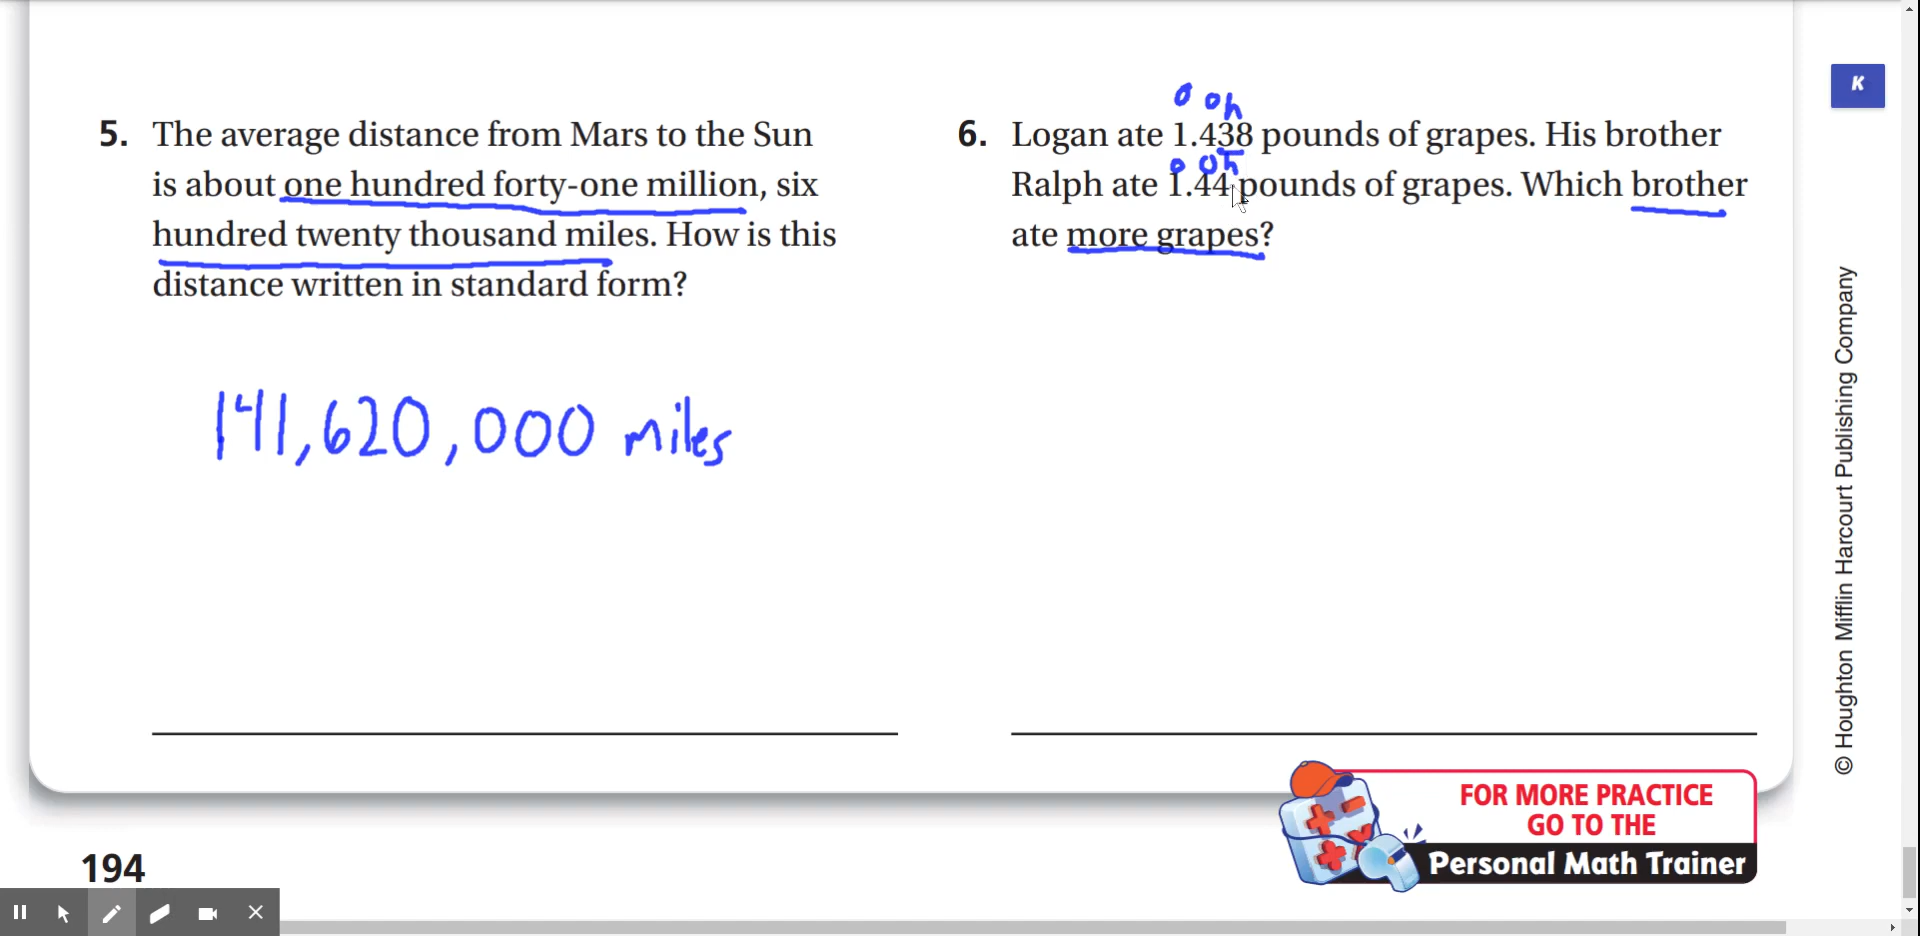 5. The average distance from Mars to the Sun
is about one hundred forty-one million, six
hundred twenty thousand miles. How is this
distance written in standard form?
141,620,000 miles
o oh
6. Logan ate 1.438 pounds of grapes. His brother
o oh
Ralph ate 1.44 pounds of grapes. Which brother
ate more grapes?
K
© Houghton Mifflin Harcourt Publishing Company
FOR MORE PRACTICE
GO TO THE
Personal Math Trainer
194